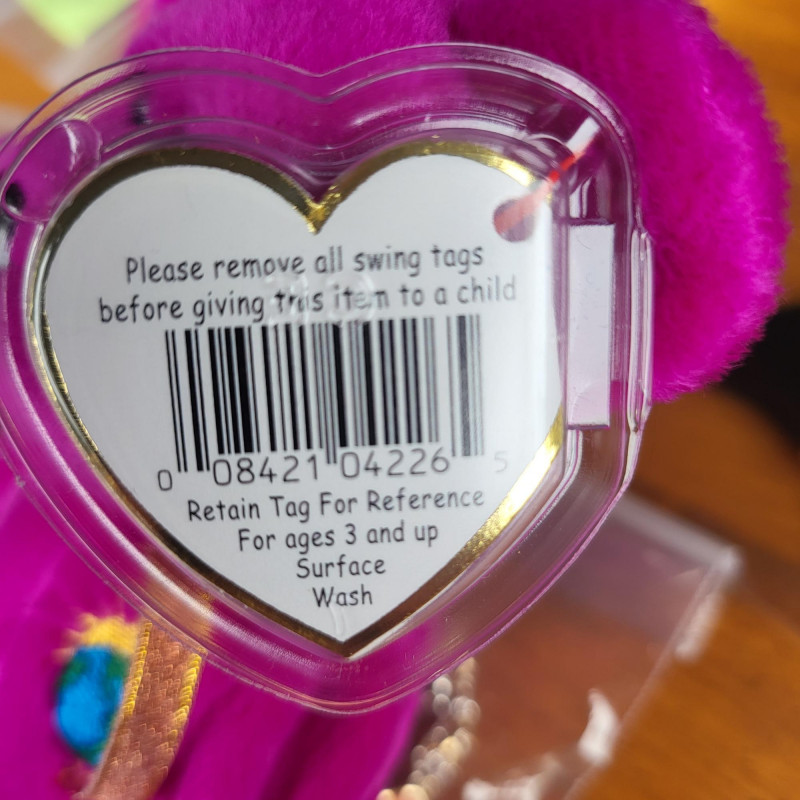 Please remove all swing tags
before giving this item to a child
0 08421 04226 5
Retain Tag For Reference
For ages 3 and up
Surface
Wash